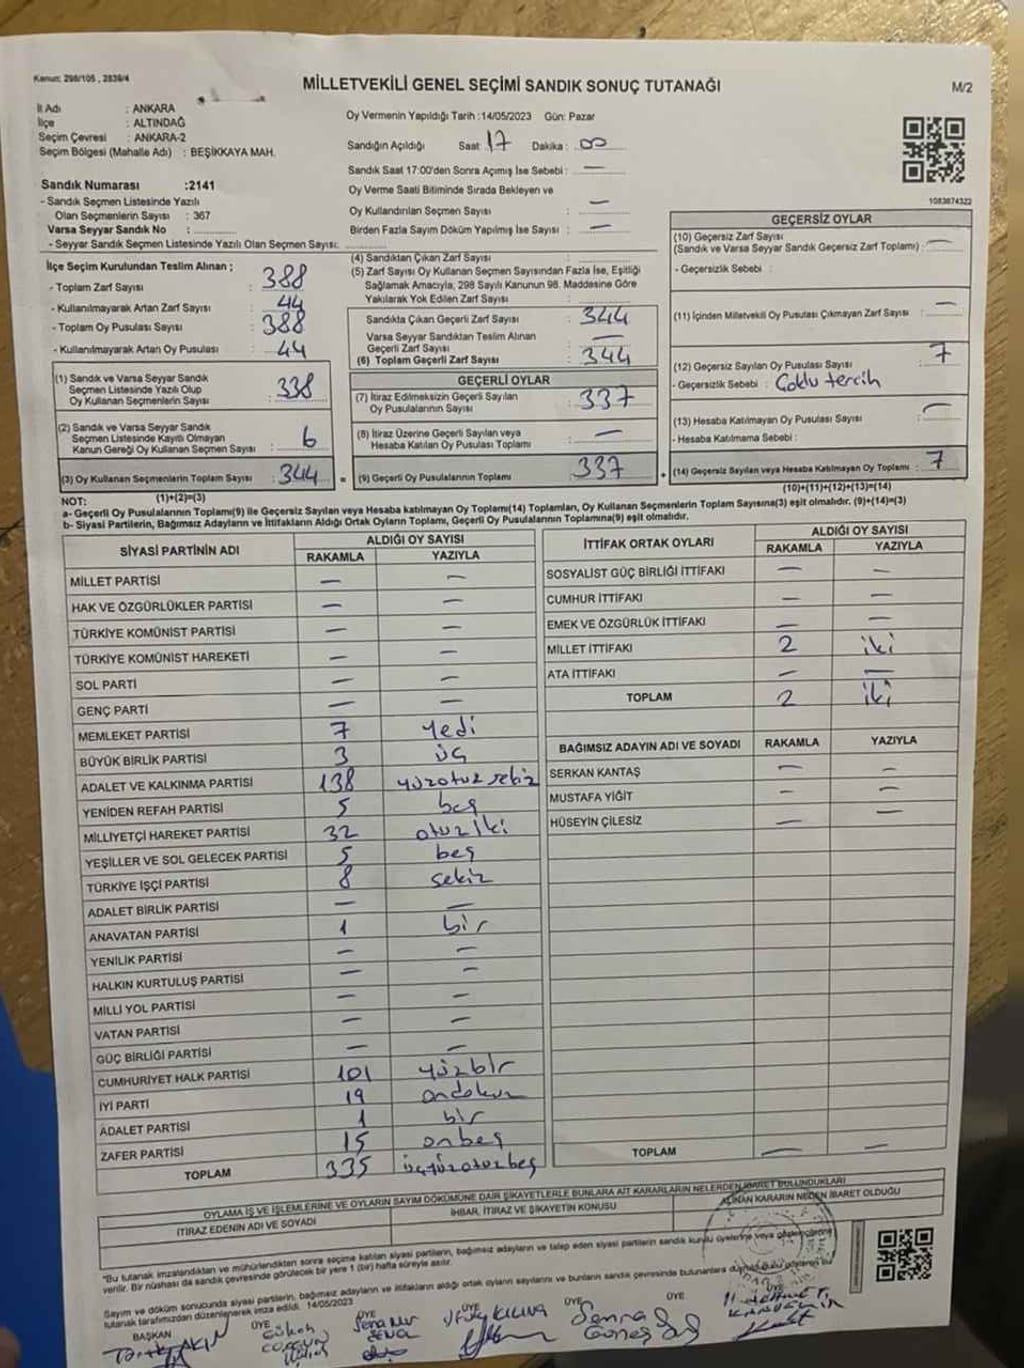 Kanun: 298/105 , 2839/4
MİLLETVEKİLİ GENEL SEÇİMİ SANDIK SONUÇ TUTANAĞI
M/2
İl Adı : ANKARA
İlçe : ALTINDAĞ
Seçim Çevresi : ANKARA-2
Seçim Bölgesi (Mahalle Adı) : BEŞİKKAYA MAH.
Sandık Numarası :2141
- Sandık Seçmen Listesinde Yazılı
Olan Seçmenlerin Sayısı : 367
Varsa Seyyar Sandık No :
- Seyyar Sandık Seçmen Listesinde Yazılı Olan Seçmen Sayısı:
Oy Vermenin Yapıldığı Tarih :14/05/2023 Gün: Pazar
Sandığın Açıldığı Saat 17 Dakika : 00
Sandık Saat 17:00'den Sonra Açımış İse Sebebi : —
Oy Verme Saati Bitiminde Sırada Bekleyen ve
Oy Kullandırılan Seçmen Sayısı : —
Birden Fazla Sayım Döküm Yapılmış İse Sayısı : —
1083874322
İlçe Seçim Kurulundan Teslim Alınan ;
- Toplam Zarf Sayısı : 388
- Kullanılmayarak Artan Zarf Sayısı : 44
- Toplam Oy Pusulası Sayısı : 388
- Kullanılmayarak Artan Oy Pusulası : 44
(1) Sandık ve Varsa Seyyar Sandık
Seçmen Listesinde Yazılı Olup
Oy Kullanan Seçmenlerin Sayısı : 338
(2) Sandık ve Varsa Seyyar Sandık
Seçmen Listesinde Kayıtlı Olmayan
Kanun Gereği Oy Kullanan Seçmen Sayısı : 6
(3) Oy Kullanan Seçmenlerin Toplam Sayısı : 344
(4) Sandıktan Çıkan Zarf Sayısı :
(5) Zarf Sayısı Oy Kullanan Seçmen Sayısından Fazla İse, Eşitliği
Sağlamak Amacıyla, 298 Sayılı Kanunun 98. Maddesine Göre
Yakılarak Yok Edilen Zarf Sayısı :
Sandıkta Çıkan Geçerli Zarf Sayısı : 344
Varsa Seyyar Sandıktan Teslim Alınan
Geçerli Zarf Sayısı : —
(6) Toplam Geçerli Zarf Sayısı : 344
GEÇERLİ OYLAR
(7) İtiraz Edilmeksizin Geçerli Sayılan
Oy Pusulalarının Sayısı : 337
(8) İtiraz Üzerine Geçerli Sayılan veya
Hesaba Katılan Oy Pusulası Toplamı : —
= (9) Geçerli Oy Pusulalarının Toplamı : 337
GEÇERSİZ OYLAR
(10) Geçersiz Zarf Sayısı
(Sandık ve Varsa Seyyar Sandık Geçersiz Zarf Toplamı) : —
- Geçersizlik Sebebi :
(11) İçinden Milletvekili Oy Pusulası Çıkmayan Zarf Sayısı : —
(12) Geçersiz Sayılan Oy Pusulası Sayısı : 7
- Geçersizlik Sebebi : Çoklu tercih
(13) Hesaba Katılmayan Oy Pusulası Sayısı : —
- Hesaba Katılmama Sebebi :
+ (14) Geçersiz Sayılan veya Hesaba Katılmayan Oy Toplamı : 7
NOT: (1)+(2)=(3)
(10)+(11)+(12)+(13)=(14)
a- Geçerli Oy Pusulalarının Toplamı(9) ile Geçersiz Sayılan veya Hesaba katılmayan Oy Toplamı(14) Toplamları, Oy Kullanan Seçmenlerin Toplam Sayısına(3) eşit olmalıdır. (9)+(14)=(3)
b- Siyasi Partilerin, Bağımsız Adayların ve İttifakların Aldığı Ortak Oyların Toplamı, Geçerli Oy Pusulalarının Toplamına(9) eşit olmalıdır.
SİYASİ PARTİNİN ADI
ALDIĞI OY SAYISI
RAKAMLA YAZIYLA
MİLLET PARTİSİ — —
HAK VE ÖZGÜRLÜKLER PARTİSİ — —
TÜRKİYE KOMÜNİST PARTİSİ — —
TÜRKİYE KOMÜNİST HAREKETİ — —
SOL PARTİ — —
GENÇ PARTİ — —
MEMLEKET PARTİSİ 7 yedi
BÜYÜK BİRLİK PARTİSİ 3 üç
ADALET VE KALKINMA PARTİSİ 138 yüzotuz sekiz
YENİDEN REFAH PARTİSİ 5 beş
MİLLİYETÇİ HAREKET PARTİSİ 32 otuziki
YEŞİLLER VE SOL GELECEK PARTİSİ 5 beş
TÜRKİYE İŞÇİ PARTİSİ 8 sekiz
ADALET BİRLİK PARTİSİ — —
ANAVATAN PARTİSİ 1 bir
YENİLİK PARTİSİ — —
HALKIN KURTULUŞ PARTİSİ — —
MİLLİ YOL PARTİSİ — —
VATAN PARTİSİ — —
GÜÇ BİRLİĞİ PARTİSİ — —
CUMHURİYET HALK PARTİSİ 101 yüzbir
İYİ PARTİ 19 ondokuz
ADALET PARTİSİ 1 bir
ZAFER PARTİSİ 15 onbeş
TOPLAM 335 üçyüzotuzbeş
İTTİFAK ORTAK OYLARI
ALDIĞI OY SAYISI
RAKAMLA YAZIYLA
SOSYALİST GÜÇ BİRLİĞİ İTTİFAKI — —
CUMHUR İTTİFAKI — —
EMEK VE ÖZGÜRLÜK İTTİFAKI — —
MİLLET İTTİFAKI 2 iki
ATA İTTİFAKI — —
TOPLAM 2 iki
BAĞIMSIZ ADAYIN ADI VE SOYADI RAKAMLA YAZIYLA
SERKAN KANTAŞ — —
MUSTAFA YİĞİT — —
HÜSEYİN ÇİLESİZ — —
TOPLAM — —
OYLAMA İŞ VE İŞLEMLERİNE VE OYLARIN SAYIM DÖKÜMÜNE DAİR ŞİKAYETLERLE BUNLARA AİT KARARLARIN NELERDEN İBARET BULUNDUKLARI
İTİRAZ EDENİN ADI VE SOYADI
İHBAR, İTİRAZ VE ŞİKAYETİN KONUSU
ALINAN KARARIN NEDEN İBARET OLDUĞU
"Bu tutanak imzalandıktan ve mühürlendikten sonra seçime katılan siyasi partilerin, bağımsız adayların ve talep eden siyasi partilerin sandık kurulu üyelerine veya
verilir. Bir nüshası da sandık çevresinde görülecek bir yere 1 (bir) hafta süreyle asılır.
Sayım ve döküm sonucunda siyasi partilerin, bağımsız adayların ve ittifakların aldığı ortak oyların sayılarını ve bunların sandık çevresinde bulunanlara
tutanak tarafımızdan düzenlenerek imza edildi. 14/05/2023
BAŞKAN ÜYE ÜYE ÜYE ÜYE ÜYE